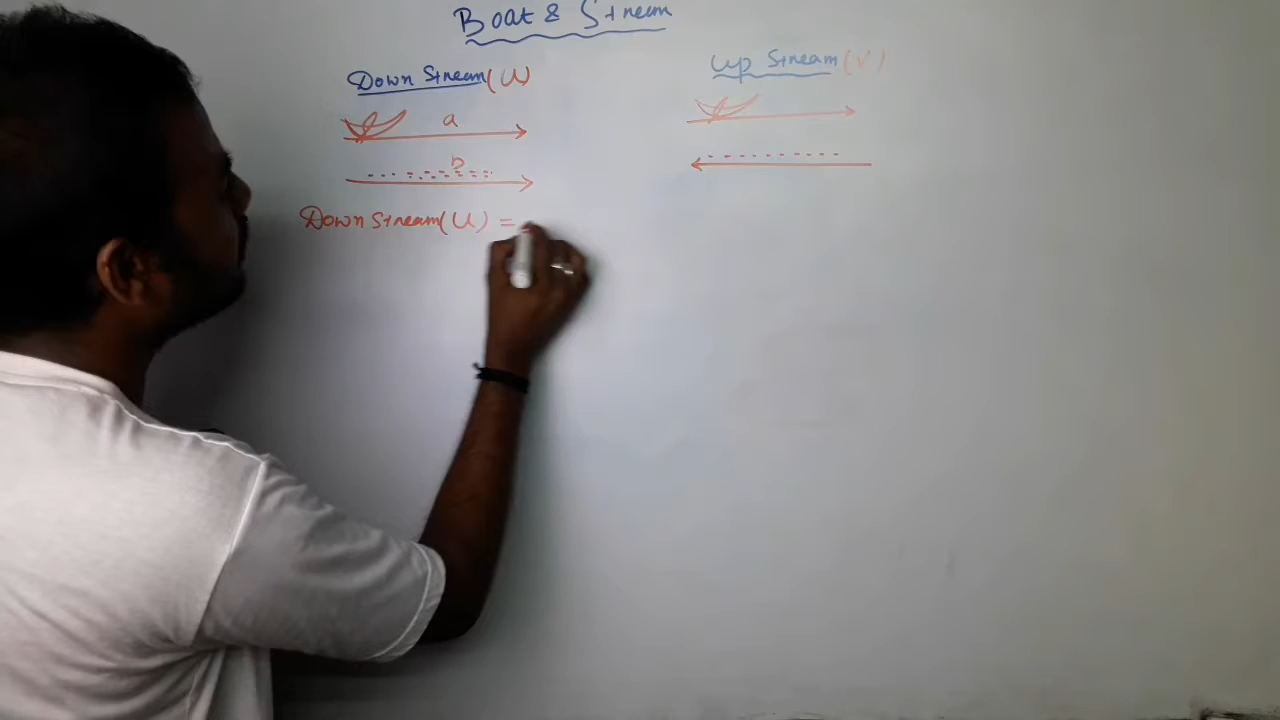 Boat & Stream
Down Stream (U)
a
b
Down Stream (U) =
Up Stream (V)